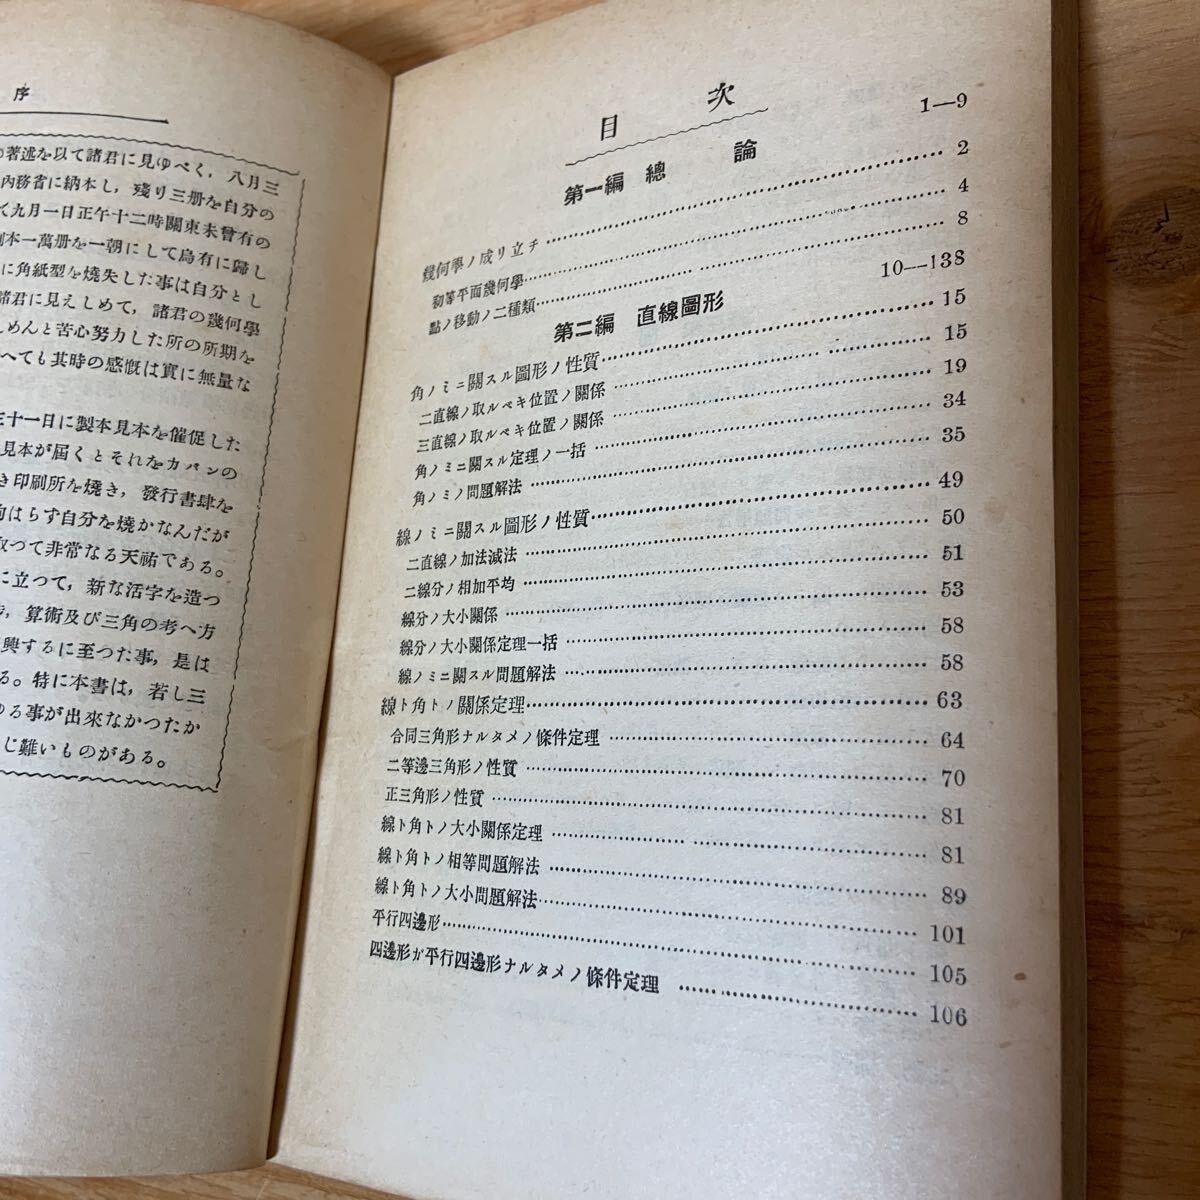 序
の著述を以て諸君に見ゆべく，八月三
內務省に納本し，殘り三册を自分の
て九月一日正午十二時關東未曾有の
刷本一萬册を一朝にして烏有に歸し
に角紙型を燒失した事は自分とし
諸君に見えしめて，諸君の幾何學
しめんと苦心努力した所の所期を
へても其時の感慨は實に無量な
三十一日に製本見本を催促した
見本が屆くとそれをカバンの
き印刷所を燒き，發行書肆を
拘はらず自分を燒かなんだが
取つて非常なる天祐である。
に立つて，新な活字を造つ
，算術及び三角の考へ方
興するに至つた事，是は
る。特に本書は，若し三
ゆる事が出來なかつたか
じ難いものがある。
目次
第一編 總論 1—9
幾何學ノ成リ立チ 2
初等平面幾何學 4
點ノ移動ノ二種類 8
第二編 直線圖形 10—138
角ノミニ關スル圖形ノ性質 15
二直線ノ取ルベキ位置ノ關係 15
三直線ノ取ルベキ位置ノ關係 19
角ノミニ關スル定理ノ一括 34
角ノミノ問題解法 35
線ノミニ關スル圖形ノ性質 49
二直線ノ加法減法 50
二線分ノ相加平均 51
線分ノ大小關係 53
線分ノ大小關係定理一括 58
線ノミニ關スル問題解法 58
線ト角トノ關係定理 63
合同三角形ナルタメノ條件定理 64
二等邊三角形ノ性質 70
正三角形ノ性質 81
線ト角トノ大小關係定理 81
線ト角トノ相等問題解法 89
線ト角トノ大小問題解法 101
平行四邊形 105
四邊形ガ平行四邊形ナルタメノ條件定理 106